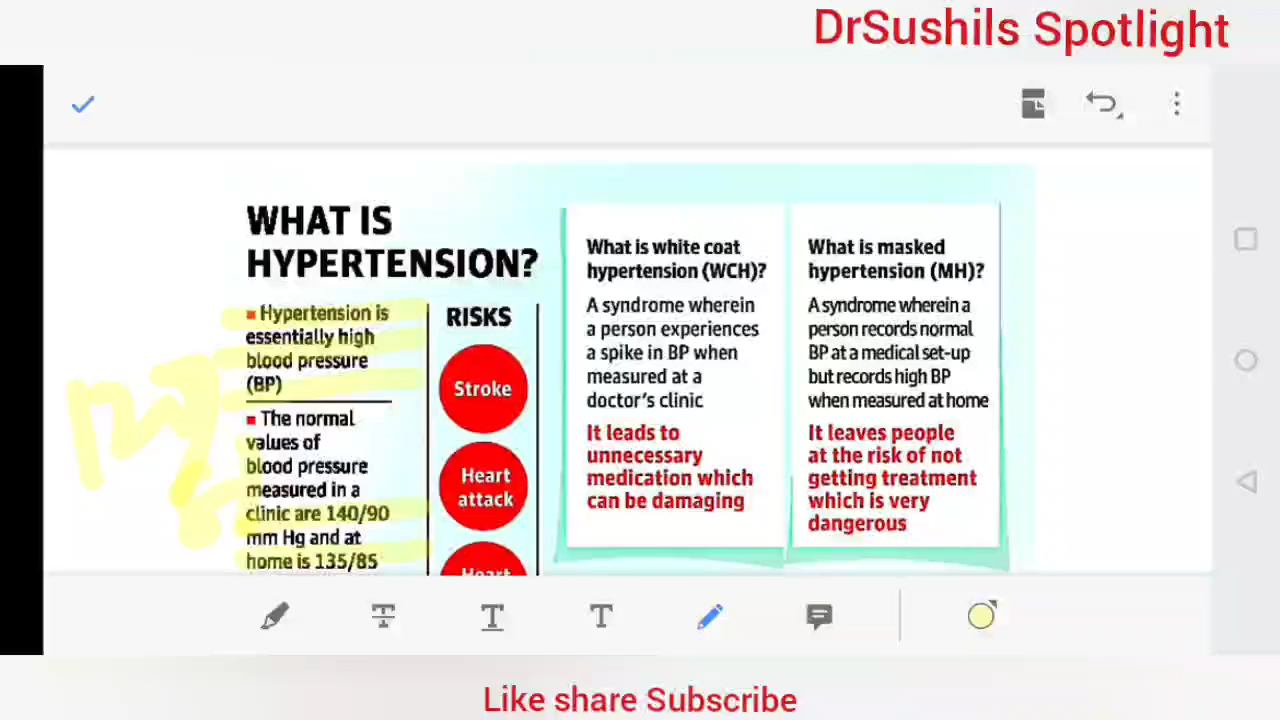 DrSushils Spotlight
WHAT IS
HYPERTENSION?
Hypertension is
essentially high
blood pressure
(BP)
The normal
values of
blood pressure
measured in a
clinic are 140/90
mm Hg and at
home is 135/85
RISKS
Stroke
Heart
attack
Heart
What is white coat
hypertension (WCH)?
A syndrome wherein
a person experiences
a spike in BP when
measured at a
doctor's clinic
It leads to
unnecessary
medication which
can be damaging
What is masked
hypertension (MH)?
A syndrome wherein a
person records normal
BP at a medical set-up
but records high BP
when measured at home
It leaves people
at the risk of not
getting treatment
which is very
dangerous
Like share Subscribe